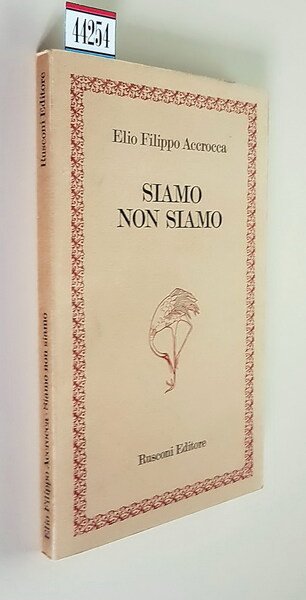 44254
Elio Filippo Accrocca
SIAMO
NON SIAMO
Rusconi Editore
Rusconi Editore
Elio Filippo Accrocca - Siamo non siamo